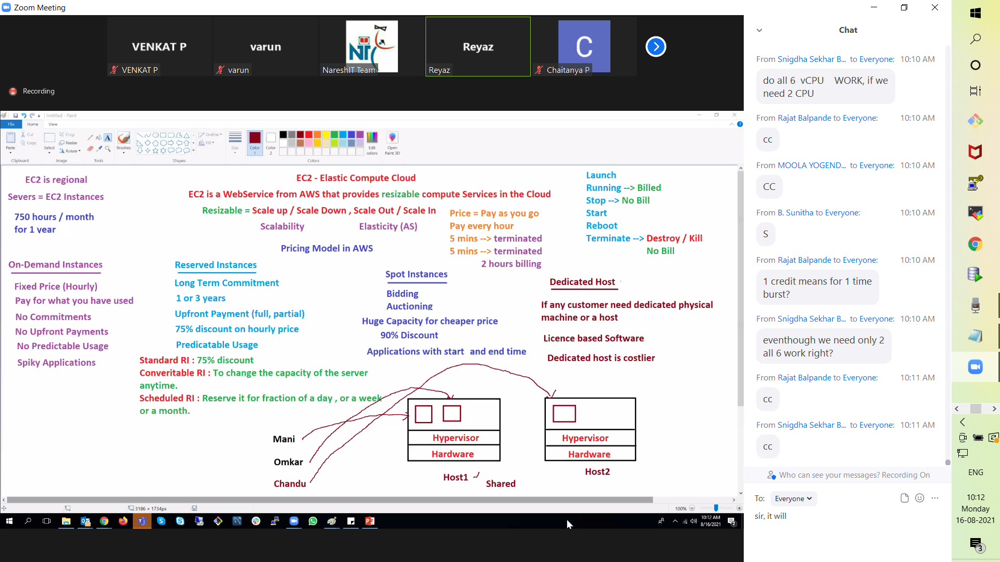 Zoom Meeting
VENKAT P
varun
Reyaz
C
VENKAT P
varun
NareshIT Team
Reyaz
Chaitanya P
Recording
Untitled - Paint
File
Home
View
Paste
Cut
Copy
Clipboard
Select
Crop
Resize
Rotate
Image
Tools
Brushes
Shapes
Outline
Fill
Size
Color 1
Color 2
Colors
Edit colors
Open Paint 3D
EC2 is regional
Severs = EC2 Instances
750 hours / month
for 1 year
EC2 - Elastic Compute Cloud
EC2 is a WebService from AWS that provides resizable compute Services in the Cloud
Resizable = Scale up / Scale Down , Scale Out / Scale In
Scalability
Elasticity (AS)
Pricing Model in AWS
Price = Pay as you go
Pay every hour
5 mins --> terminated
5 mins --> terminated
2 hours billing
Launch
Running --> Billed
Stop --> No Bill
Start
Reboot
Terminate --> Destroy / Kill
No Bill
On-Demand Instances
Fixed Price (Hourly)
Pay for what you have used
No Commitments
No Upfront Payments
No Predictable Usage
Spiky Applications
Reserved Instances
Long Term Commitment
1 or 3 years
Upfront Payment (full, partial)
75% discount on hourly price
Predicatable Usage
Standard RI : 75% discount
Converitable RI : To change the capacity of the server
anytime.
Scheduled RI : Reserve it for fraction of a day , or a week
or a month.
Spot Instances
Bidding
Auctioning
Huge Capacity for cheaper price
90% Discount
Applications with start and end time
Dedicated Host
If any customer need dedicated physical
machine or a host
Licence based Software
Dedicated host is costlier
Mani
Omkar
Chandu
Hypervisor
Hardware
Host1
Shared
Hypervisor
Hardware
Host2
3186 × 1734px
100%
10:12 AM
8/16/2021
2
Chat
From Snigdha Sekhar B... to Everyone: 10:10 AM
do all 6 vCPU WORK, if we
need 2 CPU
From Rajat Balpande to Everyone: 10:10 AM
cc
From MOOLA YOGEND... to Everyone: 10:10 AM
CC
From B. Sunitha to Everyone: 10:10 AM
S
From Rajat Balpande to Everyone: 10:10 AM
1 credit means for 1 time
burst?
From Snigdha Sekhar B... to Everyone: 10:10 AM
eventhough we need only 2
all 6 work right?
From Rajat Balpande to Everyone: 10:11 AM
cc
From Snigdha Sekhar B... to Everyone: 10:11 AM
cc
Who can see your messages? Recording On
To: Everyone
sir, it will
ENG
10:12
Monday
16-08-2021
3